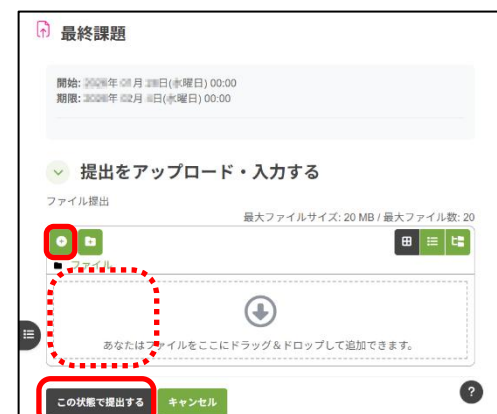 最終課題
開始: 年 月 日(水曜日) 00:00
期限: 年 02月 日(水曜日) 00:00
提出をアップロード・入力する
ファイル提出
最大ファイルサイズ: 20 MB / 最大ファイル数: 20
ファイル
あなたはファイルをここにドラッグ＆ドロップして追加できます。
この状態で提出する キャンセル
?